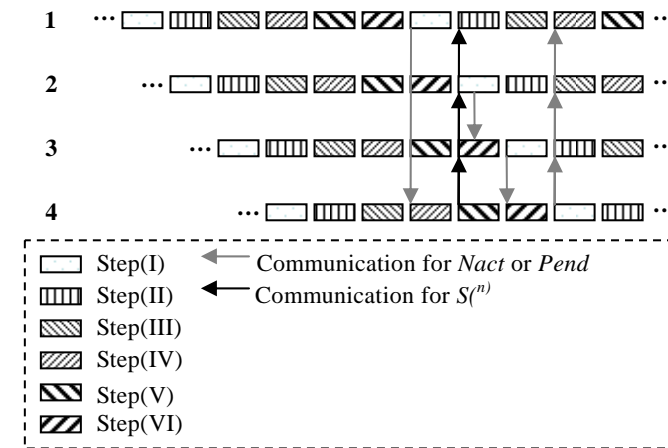 1 ... ...
2 ... ...
3 ... ...
4 ... ...
Step(I) Communication for Nact or Pend
Step(II) Communication for S(n)
Step(III)
Step(IV)
Step(V)
Step(VI)